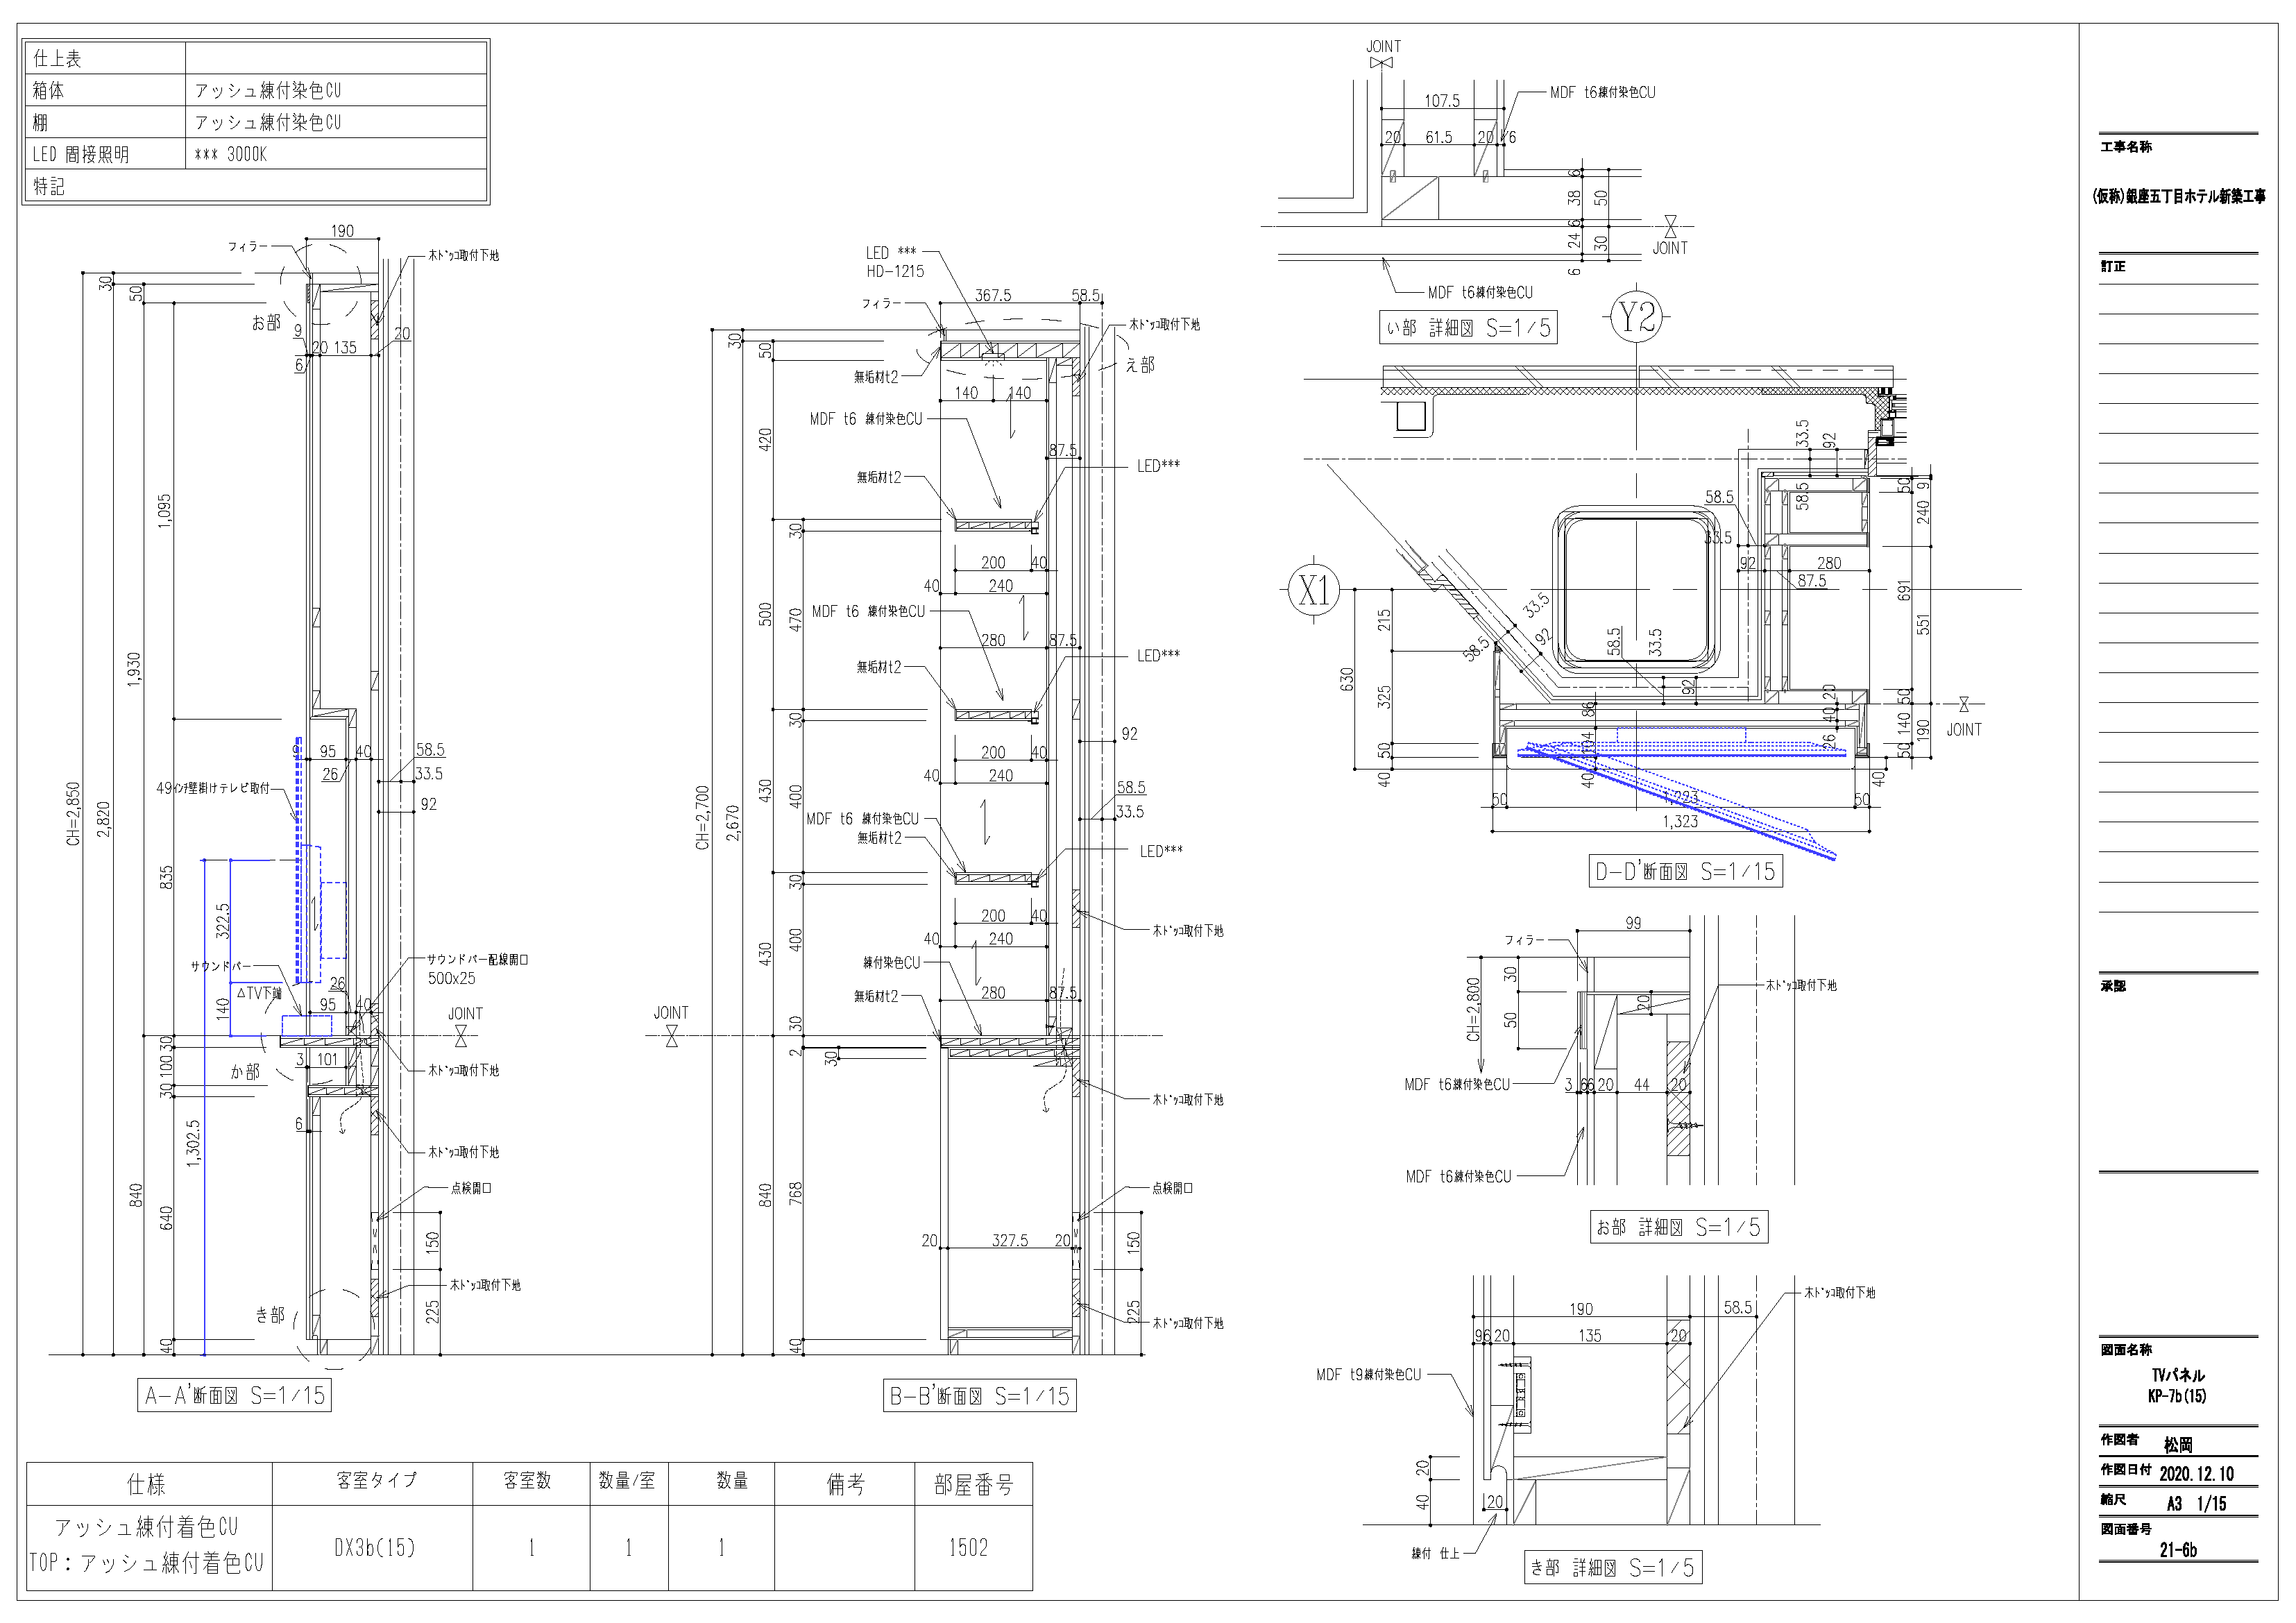 仕上表
箱体 アッシュ練付染色CU
棚 アッシュ練付染色CU
LED 間接照明 *** 3000K
特記
190
フィラー
木ﾄﾞｯｺ取付下地
30
50
お部
9
20 135
20
6
1,095
1,930
CH=2,850
2,820
9 95 40
58.5
26
33.5
49ｲﾝﾁ壁掛けテレビ取付
92
835
322.5
サウンドバー
サウンドバー配線開口
500x25
26
△TV下端
95 40
140
JOINT
30
100
3 101
か部
木ﾄﾞｯｺ取付下地
30
6
1,302.5
木ﾄﾞｯｺ取付下地
点検開口
840
640
150
木ﾄﾞｯｺ取付下地
き部
225
40
A-A'断面図 S=1/15
LED ***
HD-1215
フィラー
367.5 58.5
木ﾄﾞｯｺ取付下地
30
50
無垢材t2
え部
140 140
MDF t6 練付染色CU
420
87.5
LED***
無垢材t2
30
200 40
40 240
MDF t6 練付染色CU
500
470
280 87.5
LED***
無垢材t2
30
92
200 40
40 240
CH=2,700
2,670
430
400
58.5
33.5
MDF t6 練付染色CU
無垢材t2
LED***
30
200 40
40 240
木ﾄﾞｯｺ取付下地
430
400
練付染色CU
無垢材t2
280 87.5
JOINT
30
2
30
木ﾄﾞｯｺ取付下地
点検開口
840
768
20 327.5 20
150
225
木ﾄﾞｯｺ取付下地
40
B-B'断面図 S=1/15
JOINT
107.5
MDF t6練付染色CU
20 61.5 20 6
6
38
50
6
24
30
6
JOINT
MDF t6練付染色CU
い部 詳細図 S=1/5
Y2
33.5
92
58.5
58.5
50
9
240
33.5
92 280
87.5
X1
691
551
215
33.5
92
58.5
58.5
33.5
630
325
92
86
20
40
50
140
190
JOINT
50
104
26
50
40
40
40
50 1,223 50
1,323
D-D'断面図 S=1/15
99
フィラー
30
CH=2,800
50
20
木ﾄﾞｯｺ取付下地
MDF t6練付染色CU
3 6 6 20 44 20
MDF t6練付染色CU
お部 詳細図 S=1/5
190 58.5
木ﾄﾞｯｺ取付下地
9 6 20 135 20
MDF t9練付染色CU
20
40
20
練付 仕上
き部 詳細図 S=1/5
仕様 客室タイプ 客室数 数量/室 数量 備考 部屋番号
アッシュ練付着色CU
TOP：アッシュ練付着色CU
DX3b(15) 1 1 1 1502
工事名称
(仮称)銀座五丁目ホテル新築工事
訂正
承認
図面名称
TVパネル
KP-7b(15)
作図者 松岡
作図日付 2020.12.10
縮尺 A3 1/15
図面番号
21-6b